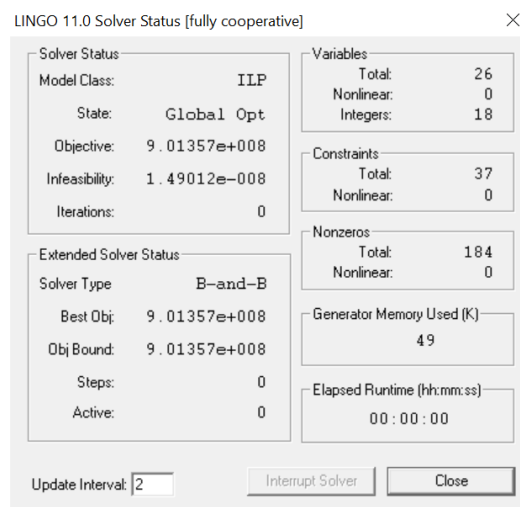 LINGO 11.0 Solver Status [fully cooperative]
Solver Status
Model Class: ILP
State: Global Opt
Objective: 9.01357e+008
Infeasibility: 1.49012e-008
Iterations: 0
Extended Solver Status
Solver Type B-and-B
Best Obj: 9.01357e+008
Obj Bound: 9.01357e+008
Steps: 0
Active: 0
Variables
Total: 26
Nonlinear: 0
Integers: 18
Constraints
Total: 37
Nonlinear: 0
Nonzeros
Total: 184
Nonlinear: 0
Generator Memory Used (K)
49
Elapsed Runtime (hh:mm:ss)
00:00:00
Update Interval: 2
Interrupt Solver
Close